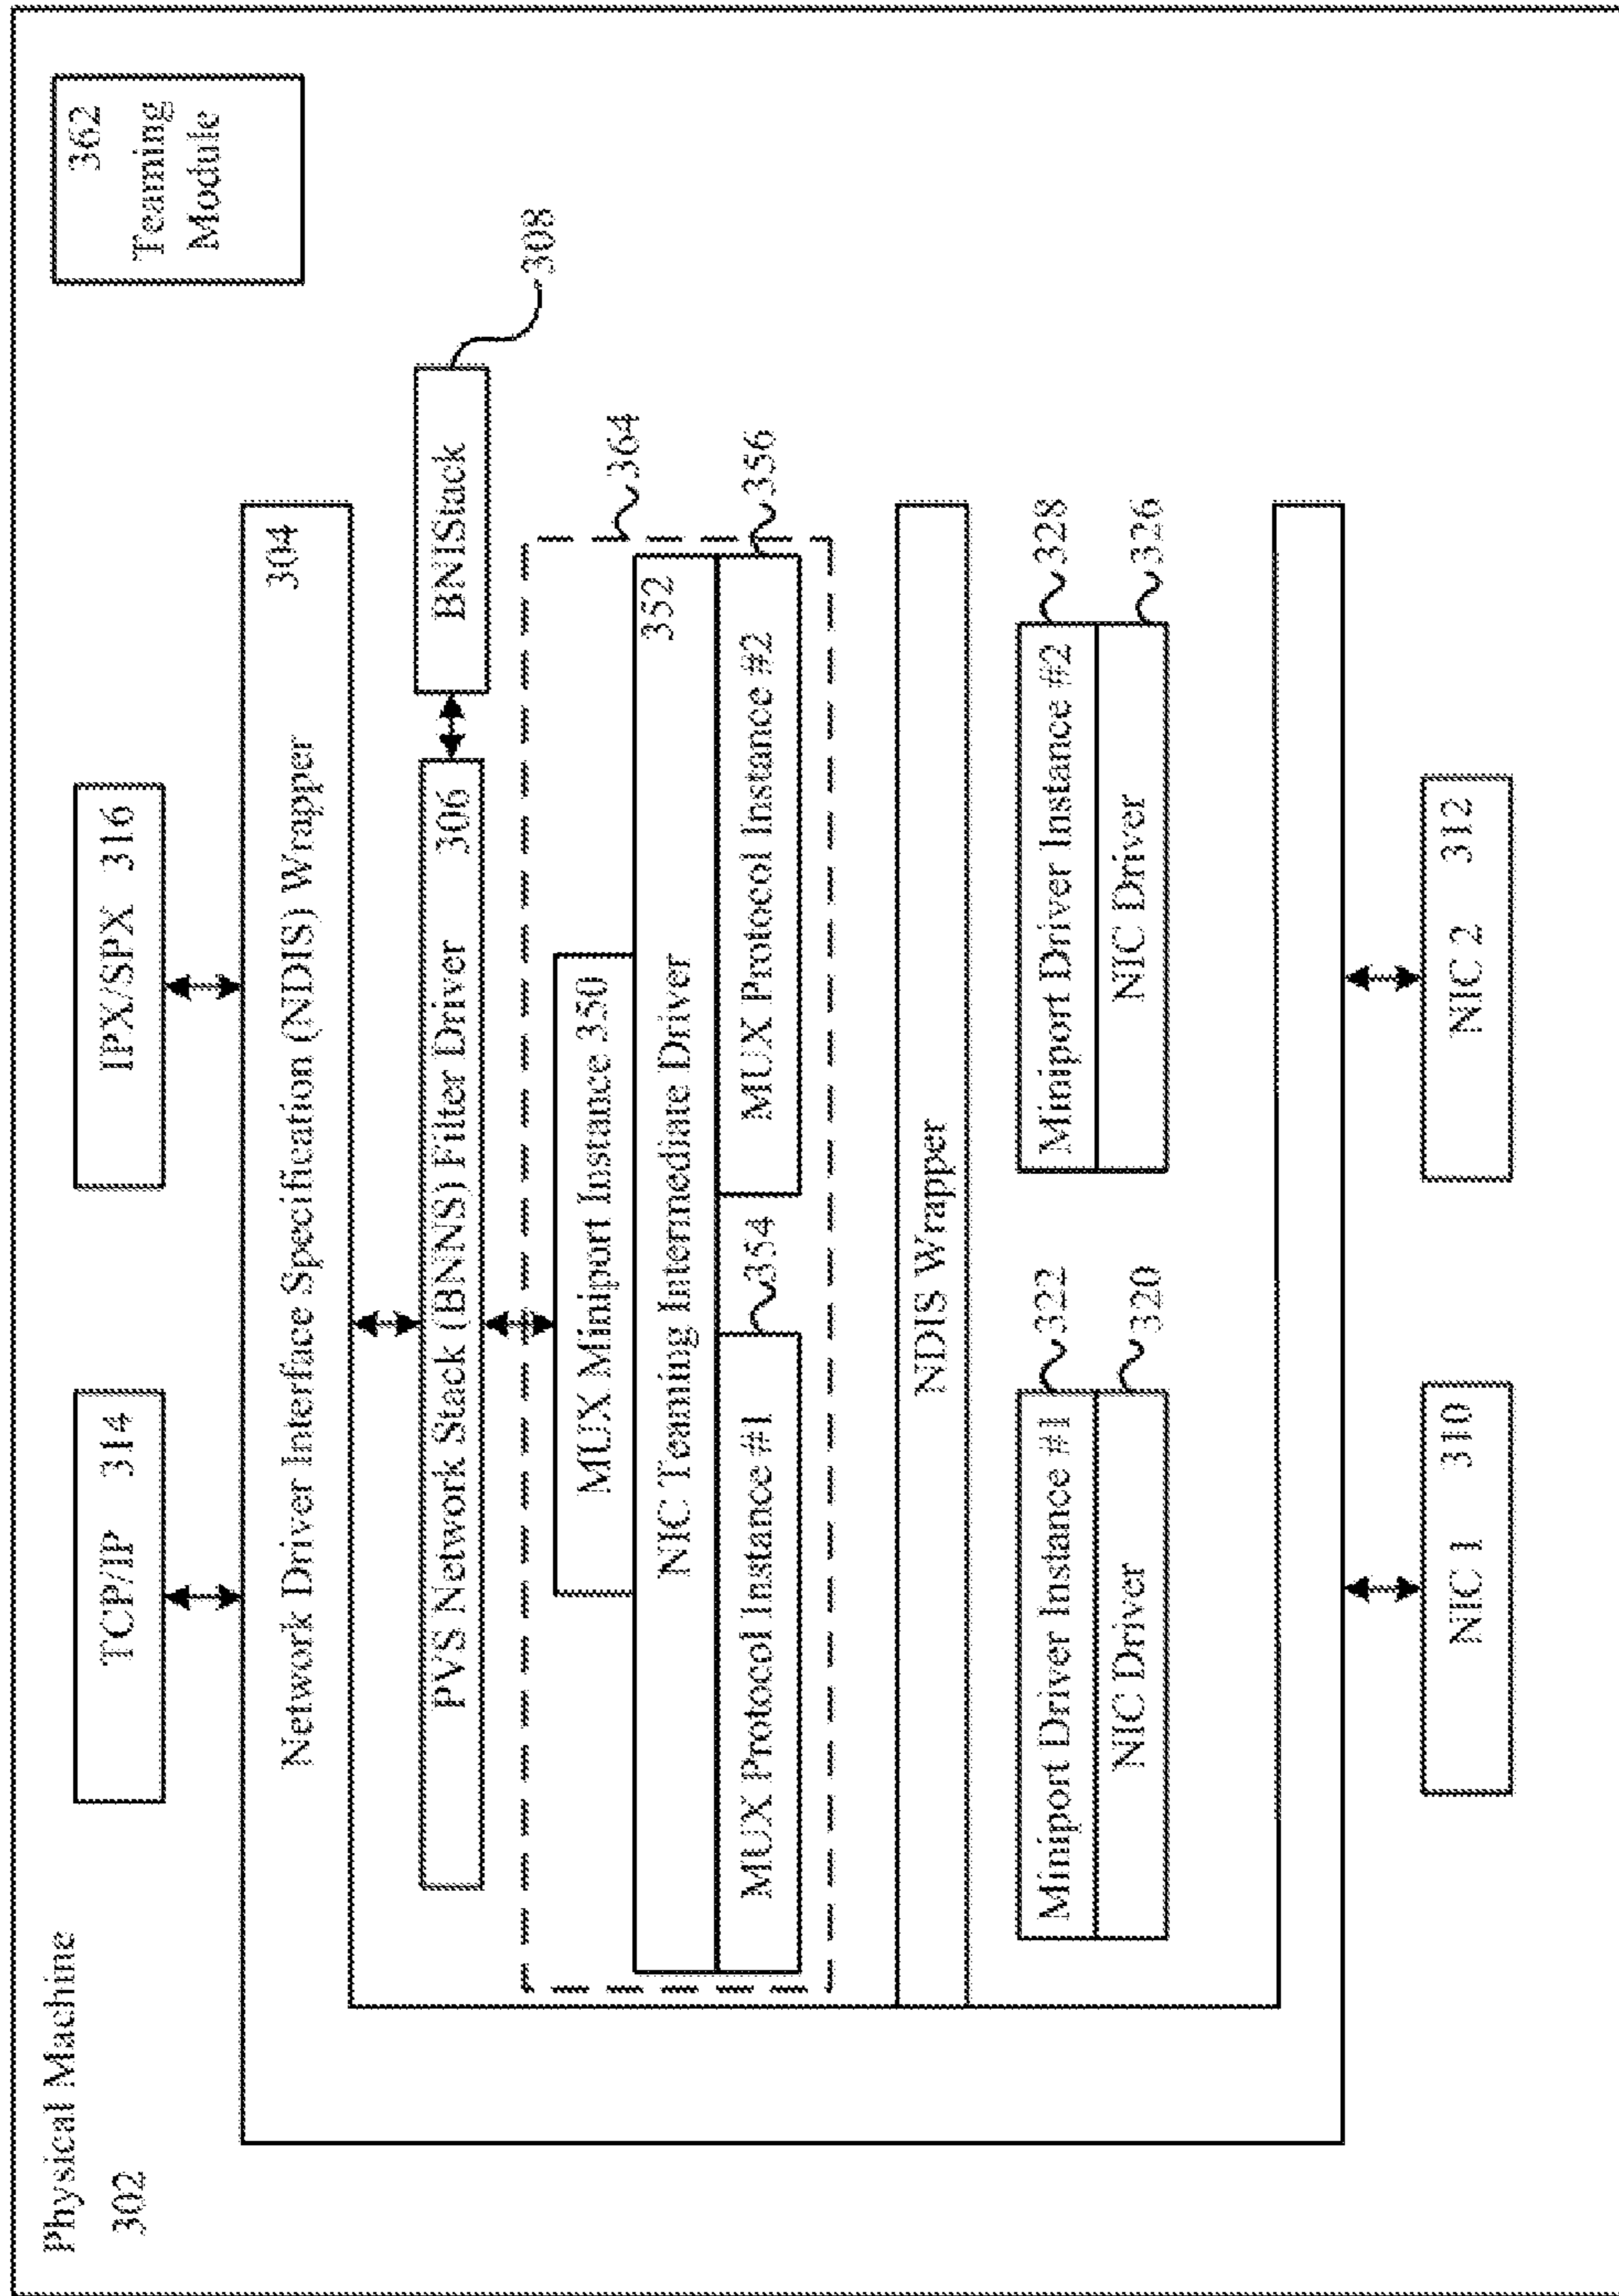 Physical Machine
302
362
Teaming
Module
TCP/IP 314
IPX/SPX 316
304
Network Driver Interface Specification (NDIS) Wrapper
PVS Network Stack (BNNS) Filter Driver 306
BNIStack
308
364
MUX Miniport Instance 350
352
NIC Teaming Intermediate Driver
MUX Protocol Instance #1
354
MUX Protocol Instance #2
356
NDIS Wrapper
Miniport Driver Instance #1
322
NIC Driver
320
Miniport Driver Instance #2
328
NIC Driver
326
NIC 1 310
NIC 2 312